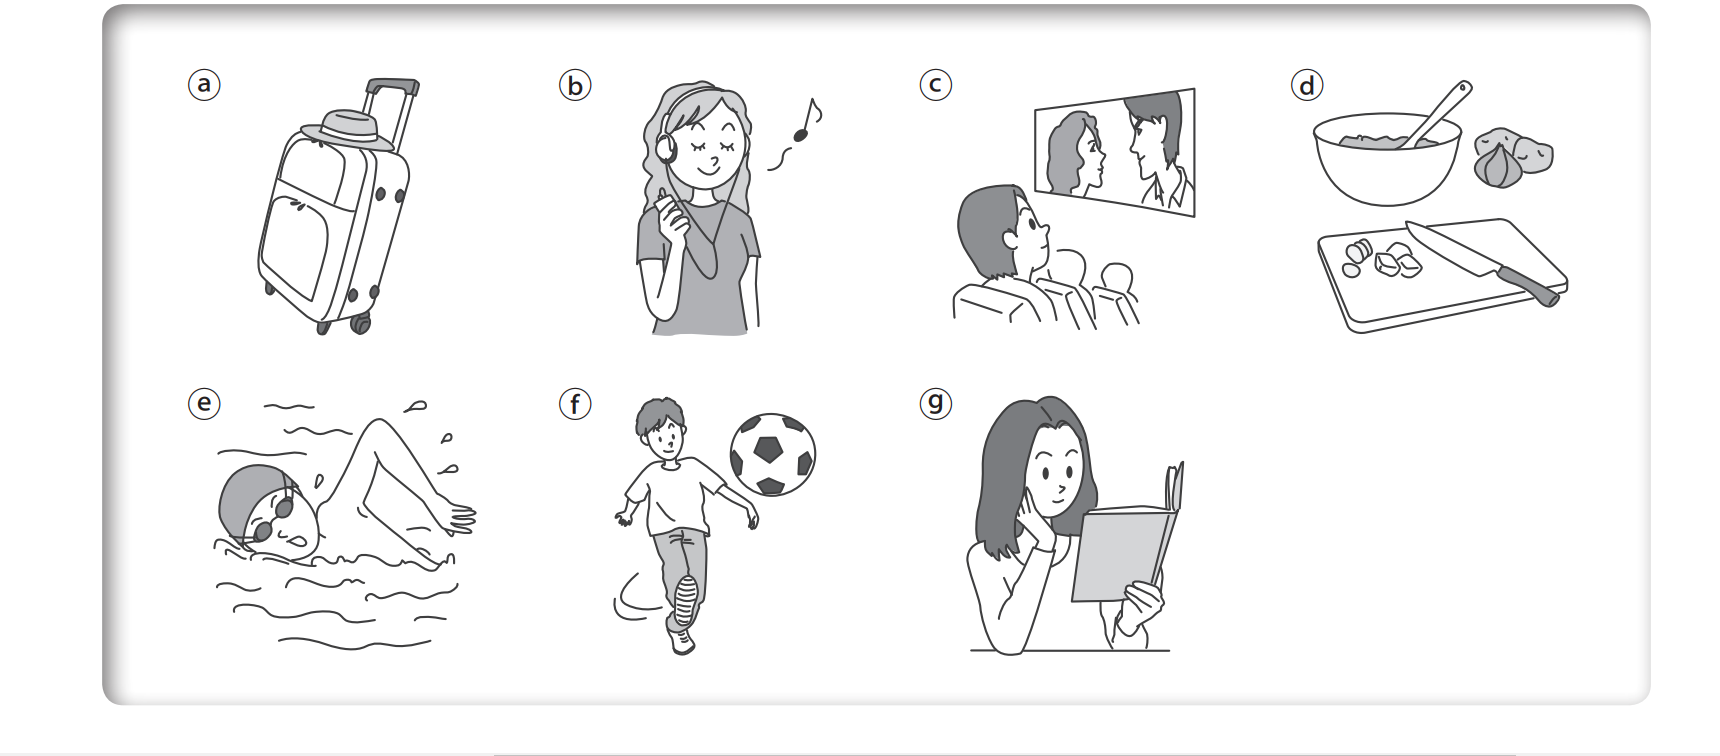 ⓐ ⓑ ⓒ ⓓ
ⓔ ⓕ ⓖ